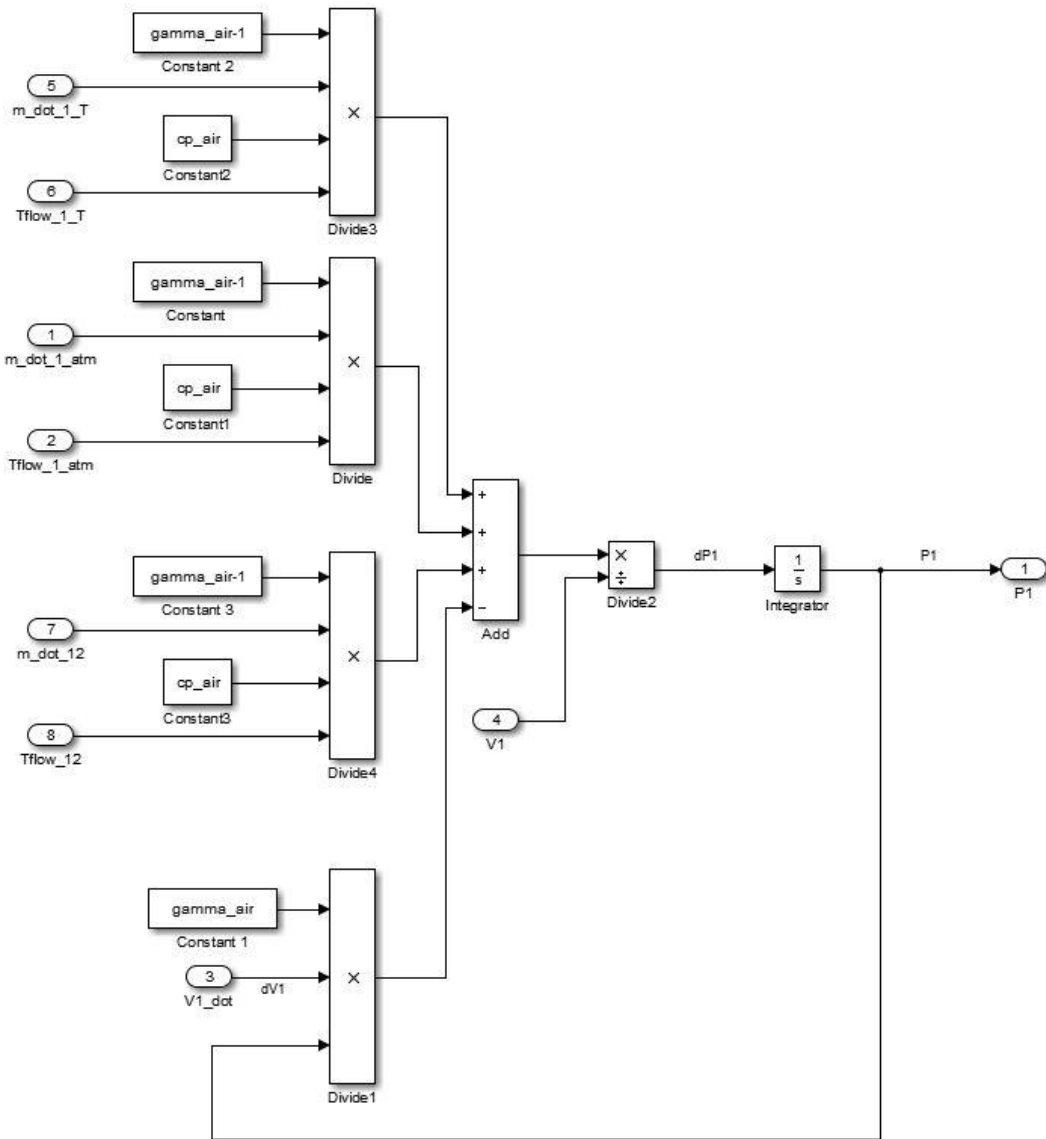 gamma_air-1
Constant 2
5
m_dot_1_T
cp_air
Constant2
6
Tflow_1_T
×
Divide3
gamma_air-1
Constant
1
m_dot_1_atm
cp_air
Constant1
2
Tflow_1_atm
×
Divide
gamma_air-1
Constant 3
7
m_dot_12
cp_air
Constant3
8
Tflow_12
×
Divide4
gamma_air
Constant 1
3
V1_dot
dV1
×
Divide1
+
+
+
−
Add
4
V1
×
÷
Divide2
dP1
1
s
Integrator
P1
1
P1